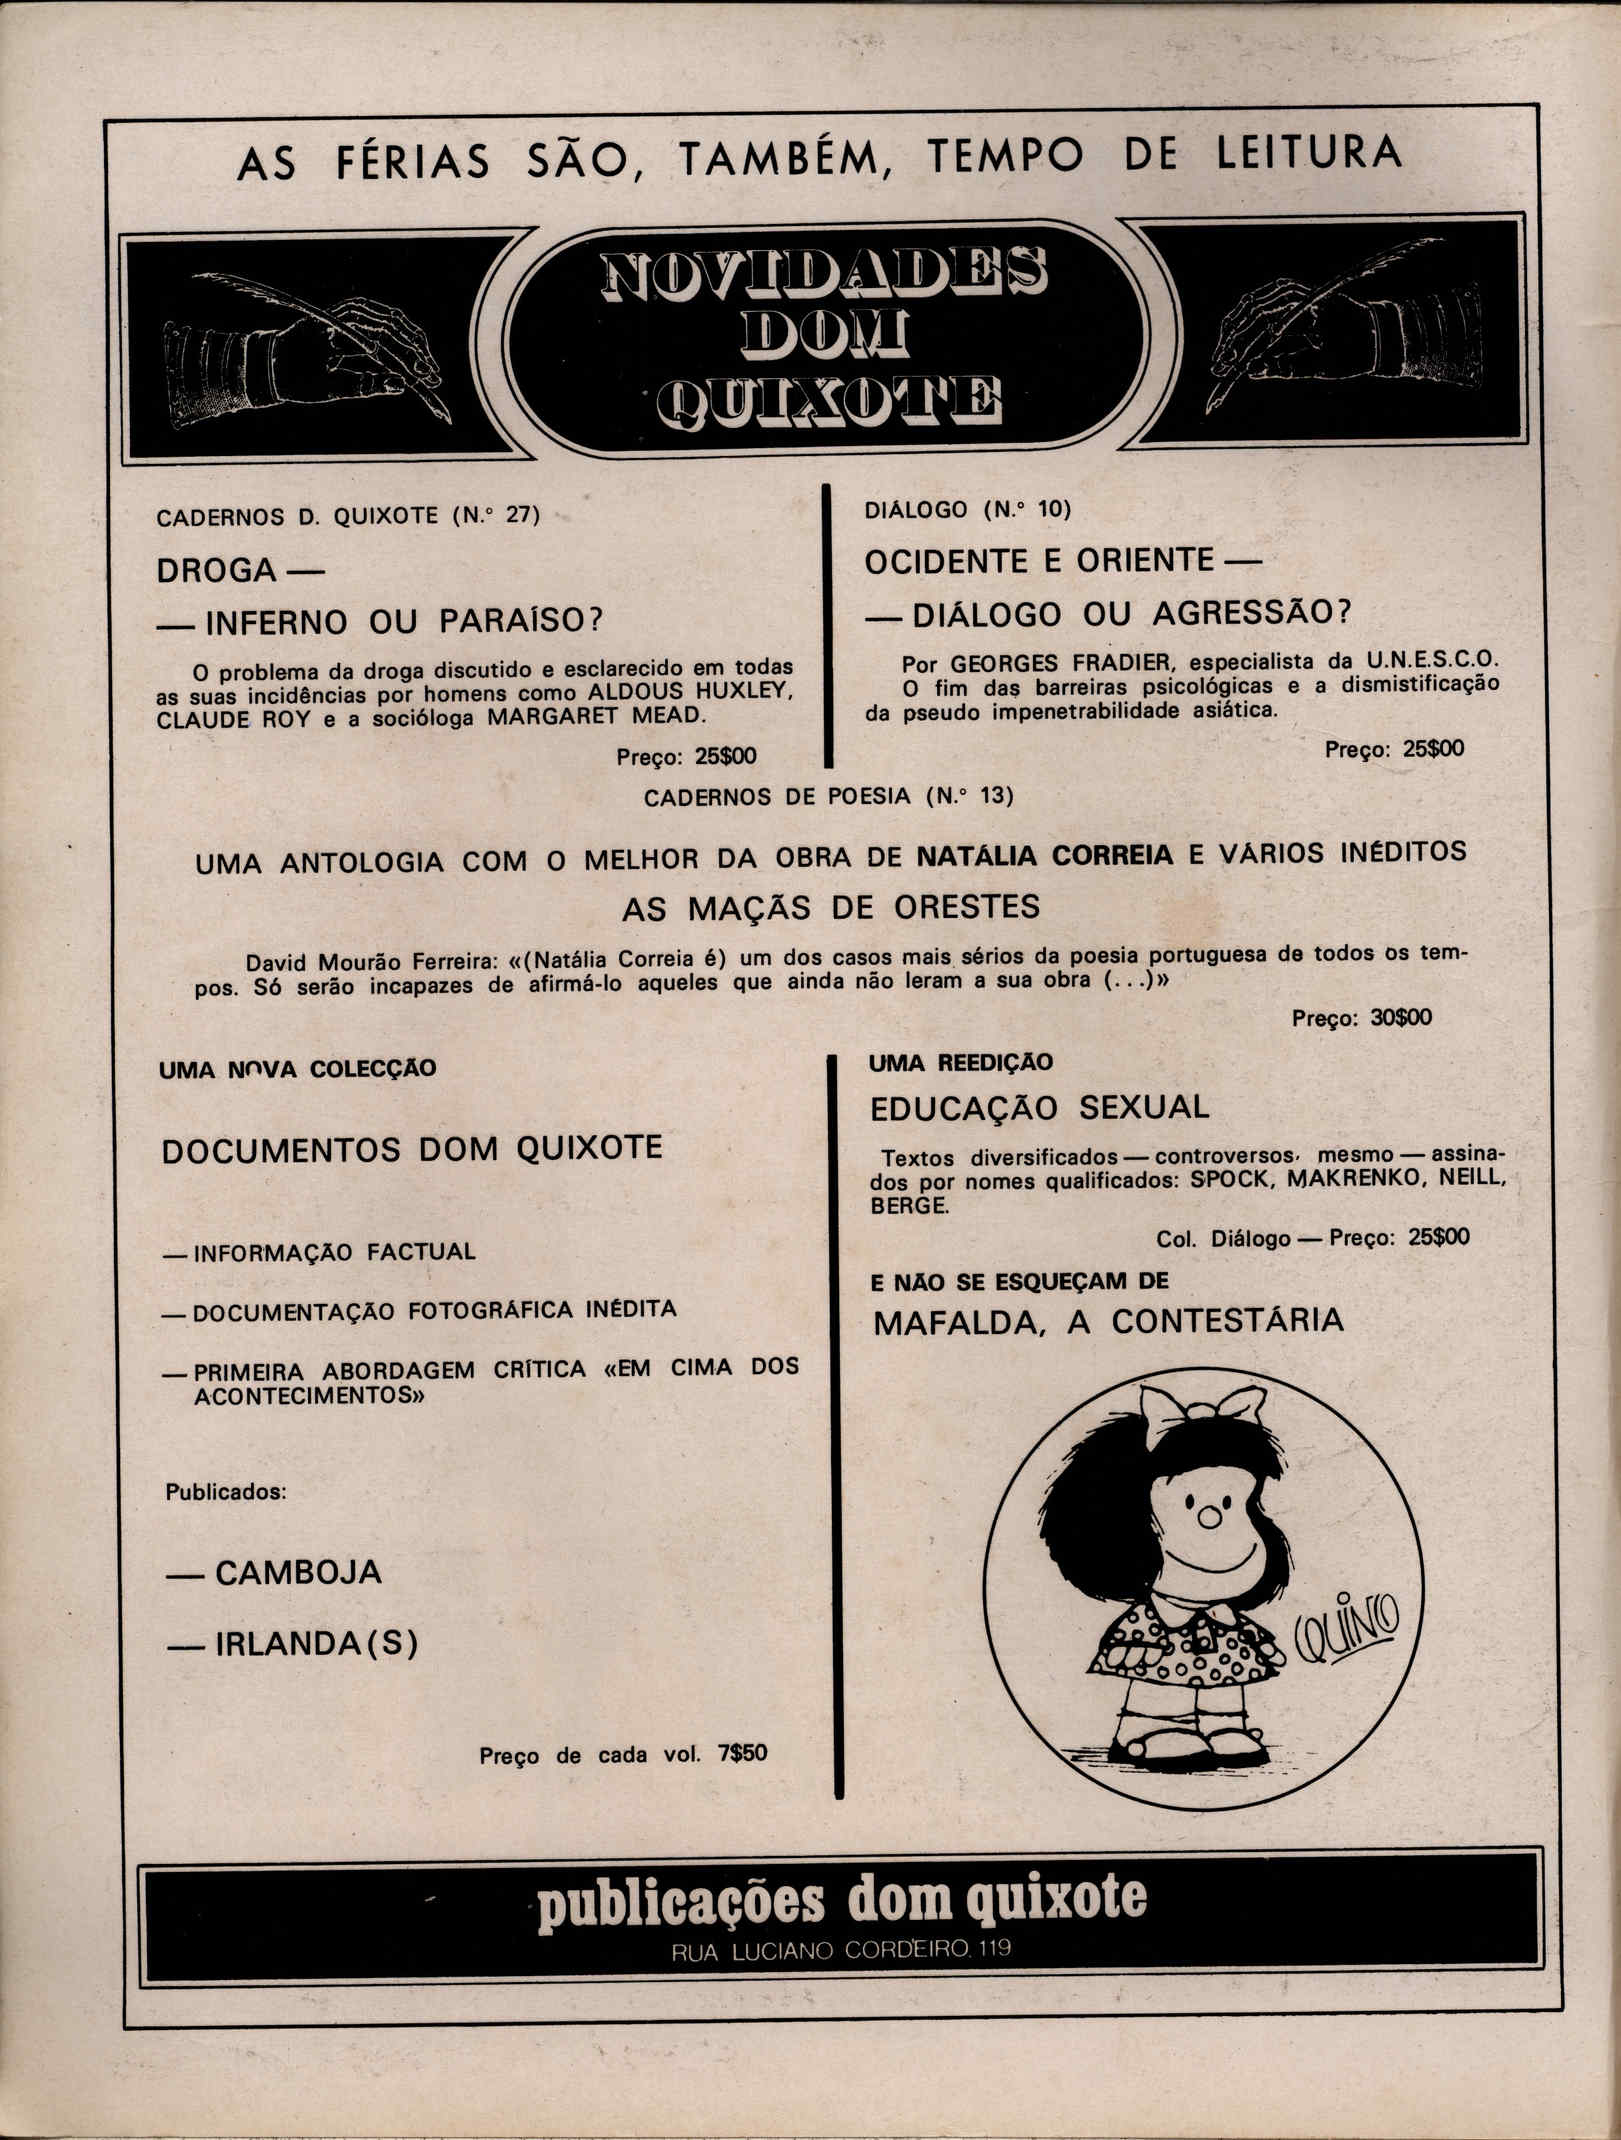 AS FÉRIAS SÃO, TAMBÉM, TEMPO DE LEITURA
NOVIDADES
DOM
QUIXOTE
CADERNOS D. QUIXOTE (N.º 27)
DROGA —
— INFERNO OU PARAÍSO?
O problema da droga discutido e esclarecido em todas
as suas incidências por homens como ALDOUS HUXLEY,
CLAUDE ROY e a socióloga MARGARET MEAD.
Preço: 25$00
DIÁLOGO (N.º 10)
OCIDENTE E ORIENTE —
— DIÁLOGO OU AGRESSÃO?
Por GEORGES FRADIER, especialista da U.N.E.S.C.O.
O fim das barreiras psicológicas e a dismistificação
da pseudo impenetrabilidade asiática.
Preço: 25$00
CADERNOS DE POESIA (N.º 13)
UMA ANTOLOGIA COM O MELHOR DA OBRA DE NATÁLIA CORREIA E VÁRIOS INÉDITOS
AS MAÇÃS DE ORESTES
David Mourão Ferreira: «(Natália Correia é) um dos casos mais sérios da poesia portuguesa de todos os tem-
pos. Só serão incapazes de afirmá-lo aqueles que ainda não leram a sua obra (...)»
Preço: 30$00
UMA NOVA COLECÇÃO
DOCUMENTOS DOM QUIXOTE
— INFORMAÇÃO FACTUAL
— DOCUMENTAÇÃO FOTOGRÁFICA INÉDITA
— PRIMEIRA ABORDAGEM CRÍTICA «EM CIMA DOS
ACONTECIMENTOS»
Publicados:
— CAMBOJA
— IRLANDA(S)
Preço de cada vol. 7$50
UMA REEDIÇÃO
EDUCAÇÃO SEXUAL
Textos diversificados — controversos, mesmo — assina-
dos por nomes qualificados: SPOCK, MAKRENKO, NEILL,
BERGE.
Col. Diálogo — Preço: 25$00
E NÃO SE ESQUEÇAM DE
MAFALDA, A CONTESTÁRIA
QUINO
publicações dom quixote
RUA LUCIANO CORDEIRO, 119